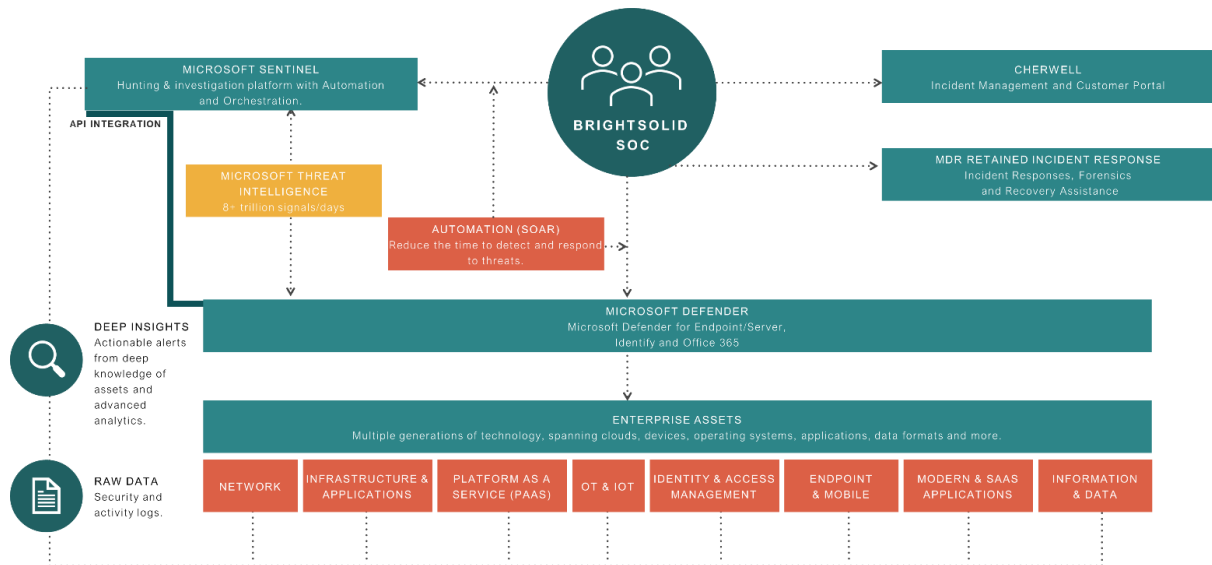 MICROSOFT SENTINEL
Hunting & investigation platform with Automation
and Orchestration.
API INTEGRATION
BRIGHTSOLID
SOC
CHERWELL
Incident Management and Customer Portal
MDR RETAINED INCIDENT RESPONSE
Incident Responses, Forensics
and Recovery Assistance
MICROSOFT THREAT
INTELLIGENCE
8+ trillion signals/days
AUTOMATION (SOAR)
Reduce the time to detect and respond
to threats.
MICROSOFT DEFENDER
Microsoft Defender for Endpoint/Server,
Identify and Office 365
DEEP INSIGHTS
Actionable alerts
from deep
knowledge of
assets and
advanced
analytics.
ENTERPRISE ASSETS
Multiple generations of technology, spanning clouds, devices, operating systems, applications, data formats and more.
RAW DATA
Security and
activity logs.
NETWORK
INFRASTRUCTURE &
APPLICATIONS
PLATFORM AS A
SERVICE (PAAS)
OT & IOT
IDENTITY & ACCESS
MANAGEMENT
ENDPOINT
& MOBILE
MODERN & SAAS
APPLICATIONS
INFORMATION
& DATA